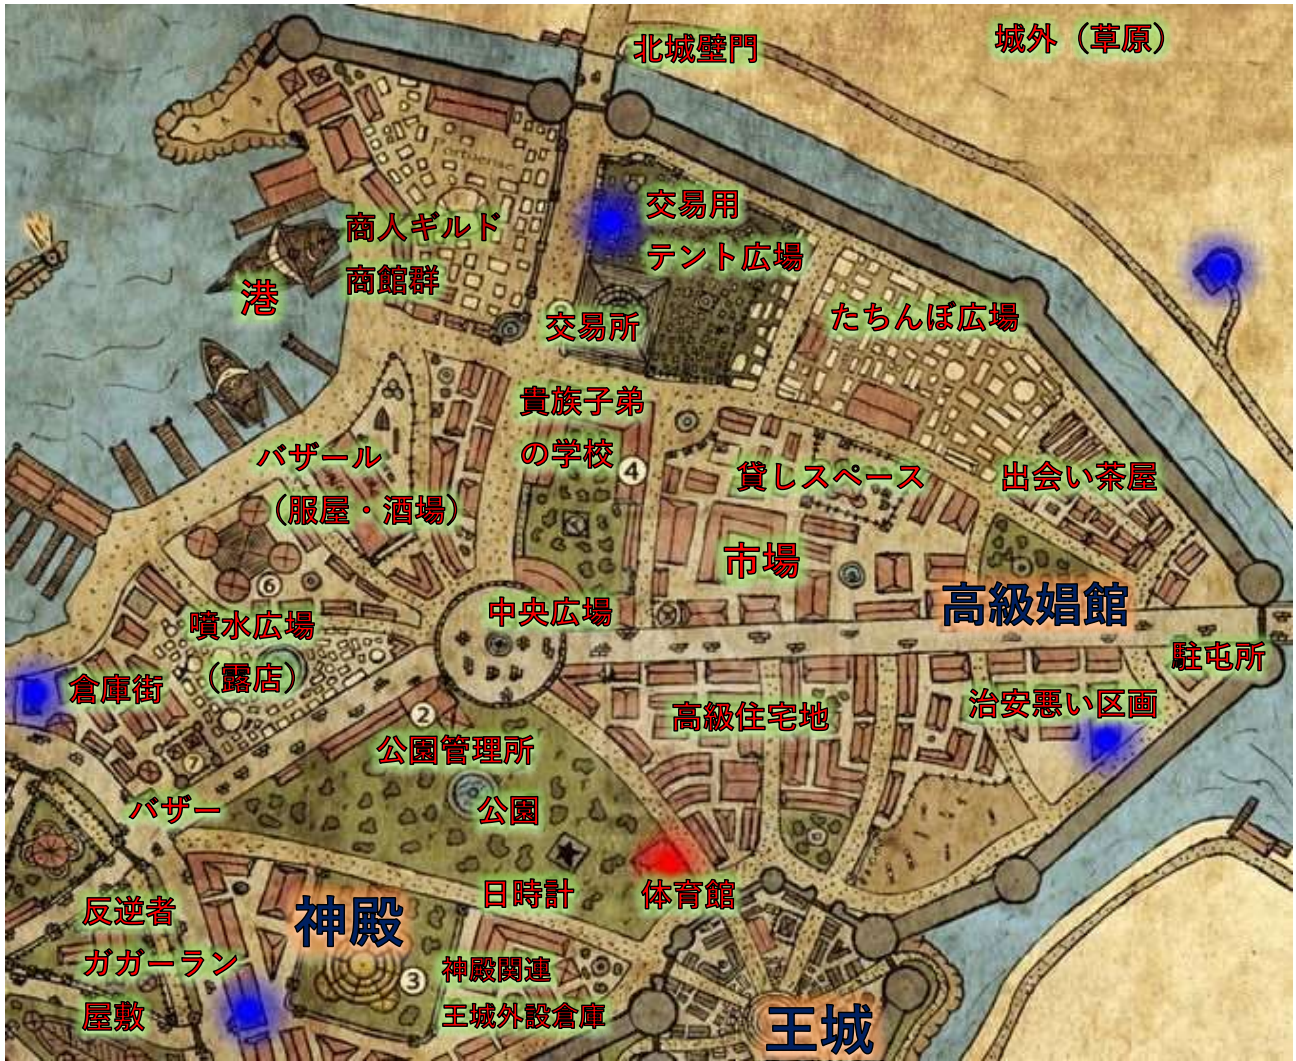 北城壁門
城外（草原）
Portuense
交易用
テント広場
商人ギルド
商館群
港
交易所
たちんぼ広場
貴族子弟
の学校
④
バザール
（服屋・酒場）
貸しスペース
出会い茶屋
市場
⑥
高級娼館
中央広場
噴水広場
（露店）
駐屯所
倉庫街
高級住宅地
治安悪い区画
②
公園管理所
⑦
バザー
公園
日時計
体育館
反逆者
ガガーラン
屋敷
神殿
③
神殿関連
王城外設倉庫
王城